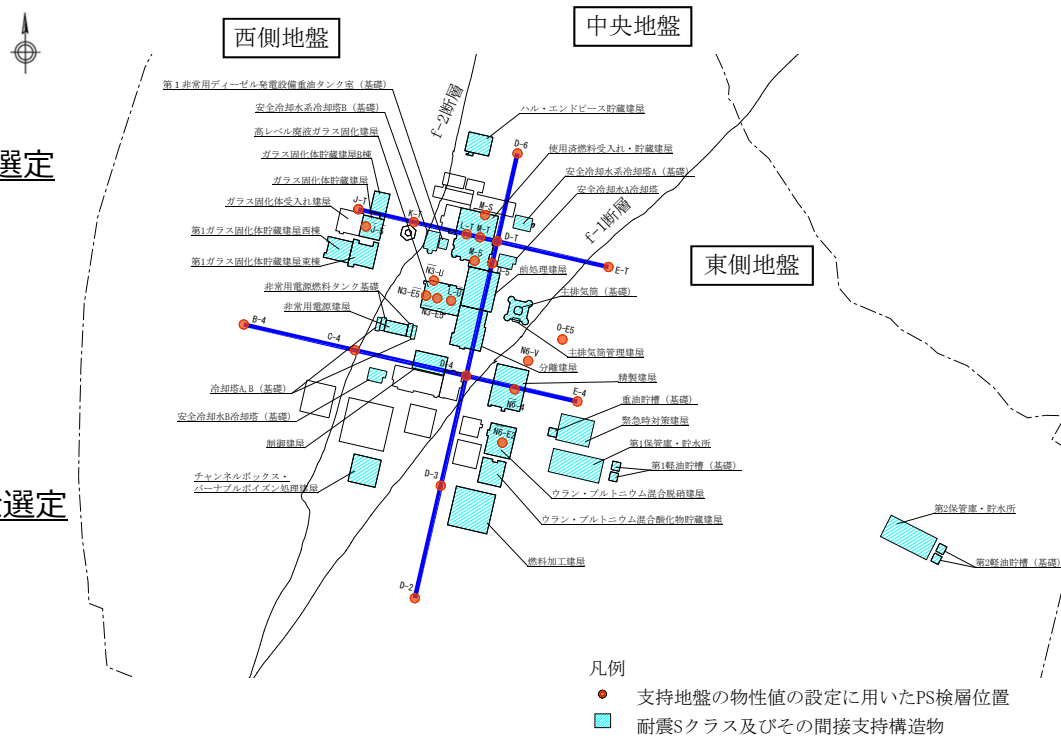 西側地盤
中央地盤
東側地盤
選定
選定
f-2断層
f-1断層
第１非常用ディーゼル発電設備重油タンク室（基礎）
安全冷却水系冷却塔B（基礎）
高レベル廃液ガラス固化建屋
ガラス固化体貯蔵建屋B棟
ガラス固化体貯蔵建屋
ガラス固化体受入れ建屋
第1ガラス固化体貯蔵建屋西棟
第1ガラス固化体貯蔵建屋東棟
非常用電源燃料タンク基礎
非常用電源建屋
冷却塔A,B（基礎）
安全冷却水B冷却塔（基礎）
制御建屋
チャンネルボックス・
バーナブルポイズン処理建屋
ハル・エンドピース貯蔵建屋
使用済燃料受入れ・貯蔵建屋
安全冷却水系冷却塔A（基礎）
安全冷却水A冷却塔
前処理建屋
主排気筒（基礎）
主排気筒管理建屋
分離建屋
精製建屋
重油貯槽（基礎）
緊急時対策建屋
第1保管庫・貯水所
第1軽油貯槽（基礎）
ウラン・プルトニウム混合脱硝建屋
ウラン・プルトニウム混合酸化物貯蔵建屋
燃料加工建屋
第2保管庫・貯水所
第2軽油貯槽（基礎）
D-6
J-T
K-T
M-S
L-T
M-T
D-T
E-T
M-5
D-5
J-5
N3-U
N3-E5
L-U
N3-E5
B-4
C-4
D-4
O-E5
N6-V
N6-4
E-4
N6-E2
D-3
D-2
凡例
支持地盤の物性値の設定に用いたPS検層位置
耐震Sクラス及びその間接支持構造物